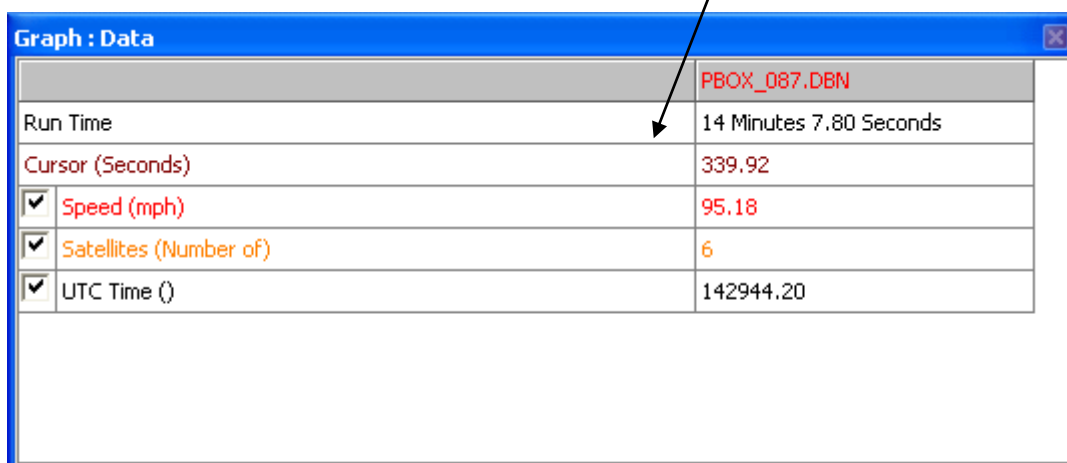 Graph : Data
PBOX_087.DBN
Run Time 14 Minutes 7.80 Seconds
Cursor (Seconds) 339.92
Speed (mph) 95.18
Satellites (Number of) 6
UTC Time () 142944.20